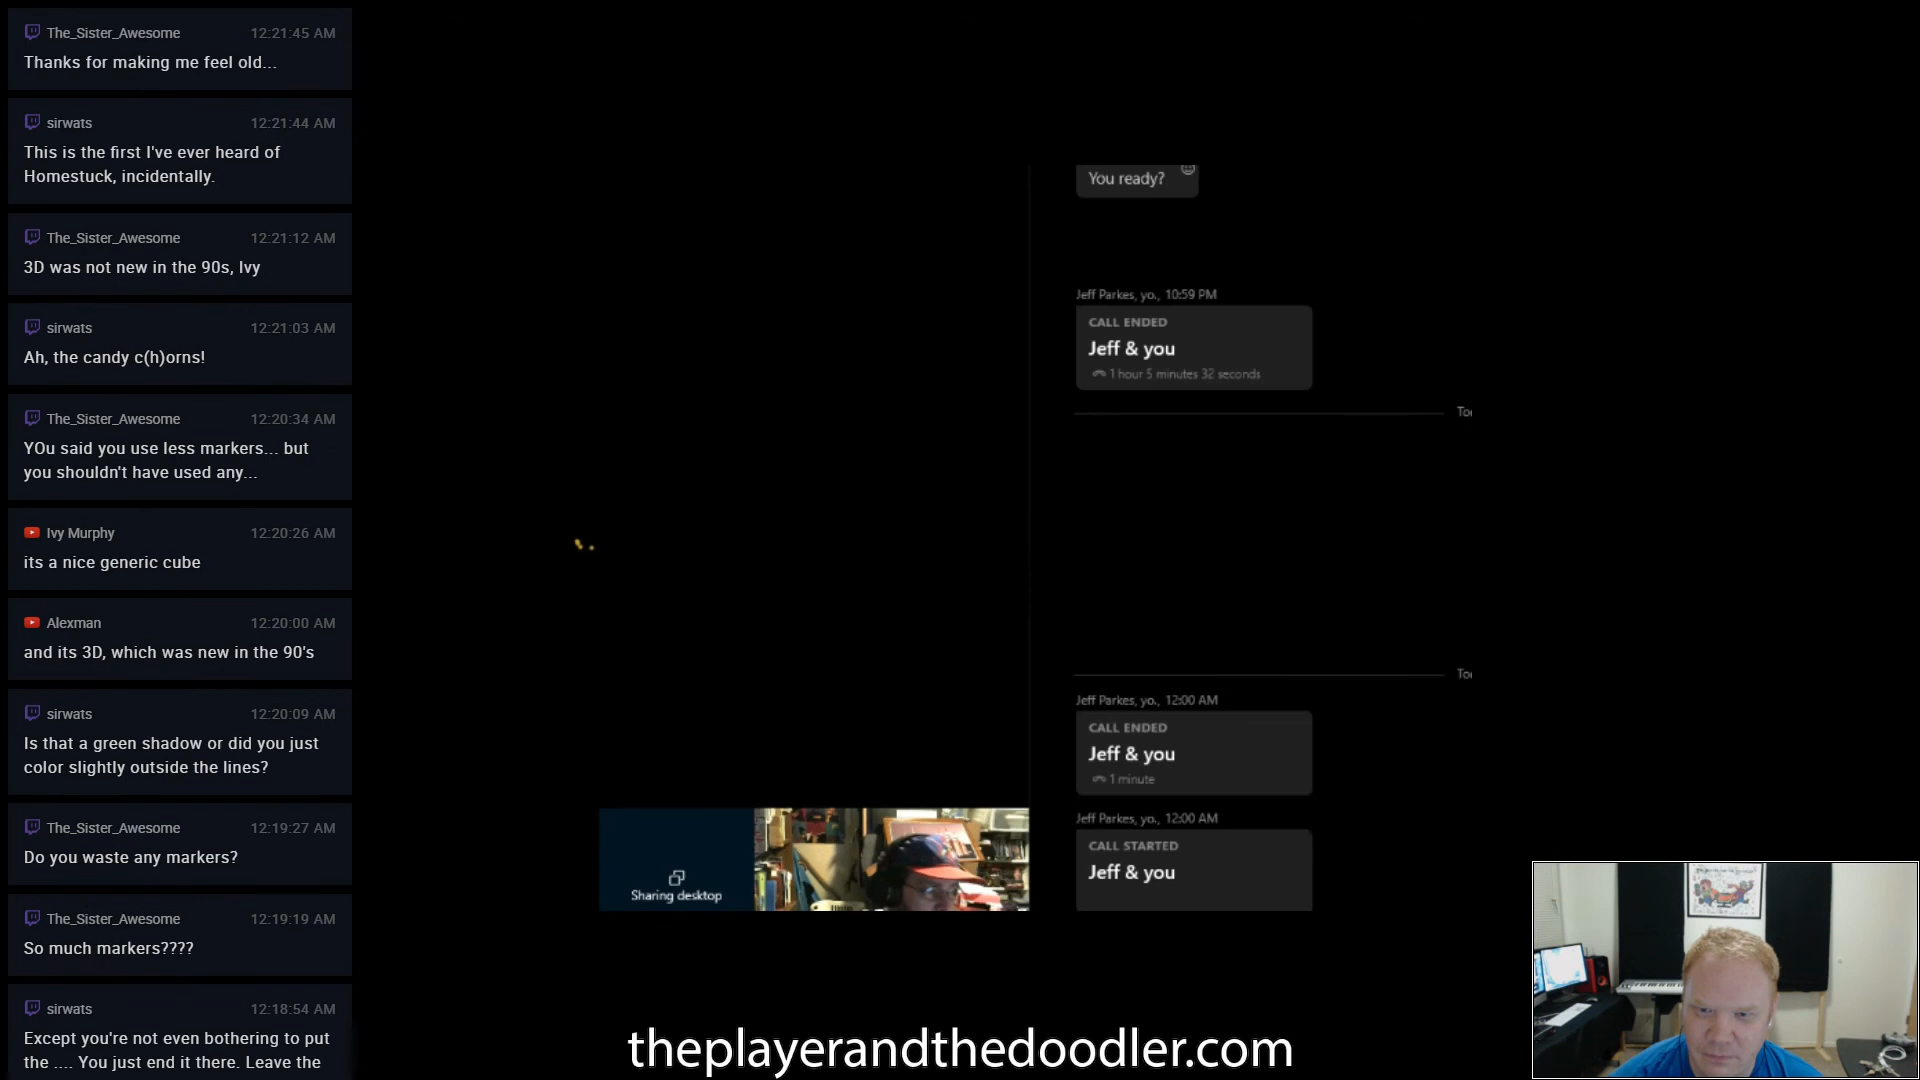 The_Sister_Awesome 12:21:45 AM
Thanks for making me feel old...
sirwats 12:21:44 AM
This is the first I've ever heard of
Homestuck, incidentally.
The_Sister_Awesome 12:21:12 AM
3D was not new in the 90s, Ivy
sirwats 12:21:03 AM
Ah, the candy c(h)orns!
The_Sister_Awesome 12:20:34 AM
YOu said you use less markers... but
you shouldn't have used any...
Ivy Murphy 12:20:26 AM
its a nice generic cube
Alexman 12:20:00 AM
and its 3D, which was new in the 90's
sirwats 12:20:09 AM
Is that a green shadow or did you just
color slightly outside the lines?
The_Sister_Awesome 12:19:27 AM
Do you waste any markers?
The_Sister_Awesome 12:19:19 AM
So much markers????
sirwats 12:18:54 AM
Except you're not even bothering to put
the .... You just end it there. Leave the
You ready?
Jeff Parkes, yo., 10:59 PM
CALL ENDED
Jeff & you
1 hour 5 minutes 32 seconds
Jeff Parkes, yo., 12:00 AM
CALL ENDED
Jeff & you
1 minute
Jeff Parkes, yo., 12:00 AM
CALL STARTED
Jeff & you
Sharing desktop
theplayerandthedoodler.com